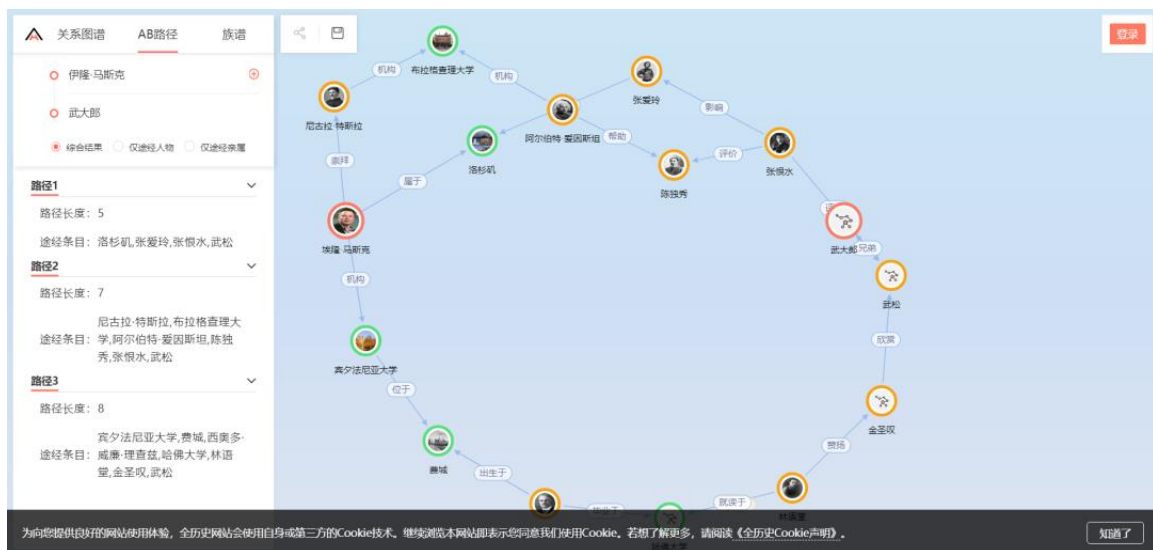 关系图谱 AB路径 族谱
登录
伊隆·马斯克
武大郎
综合结果 仅途经人物 仅途经亲属
路径1
路径长度：5
途经条目：洛杉矶,张爱玲,张恨水,武松
路径2
路径长度：7
途经条目：尼古拉·特斯拉,布拉格查理大
学,阿尔伯特·爱因斯坦,陈独
秀,张恨水,武松
路径3
路径长度：8
途经条目：宾夕法尼亚大学,费城,西奥多·
威廉·理查兹,哈佛大学,林语
堂,金圣叹,武松
布拉格查理大学
机构
机构
张爱玲
尼古拉·特斯拉
影响
阿尔伯特·爱因斯坦
帮助
崇拜
洛杉矶
评价
张恨水
属于
陈独秀
埃隆·马斯克
武大郎
兄弟
机构
武松
欣赏
宾夕法尼亚大学
位于
金圣叹
赞扬
费城
出生于
就读于
毕业于
林语堂
哈佛大学
为向您提供良好的网站使用体验，全历史网站会使用自身或第三方的Cookie技术。继续浏览本网站即表示您同意我们使用Cookie。若想了解更多，请阅读《全历史Cookie声明》。
知道了